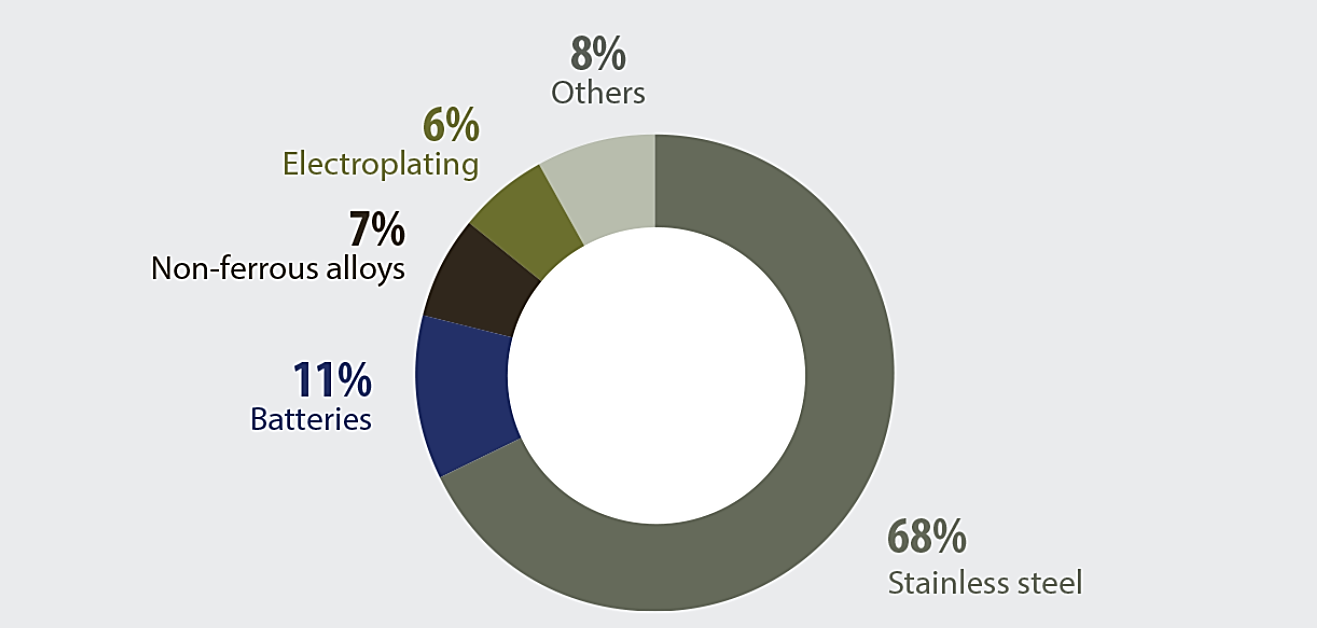 8%
Others
6%
Electroplating
7%
Non-ferrous alloys
11%
Batteries
68%
Stainless steel